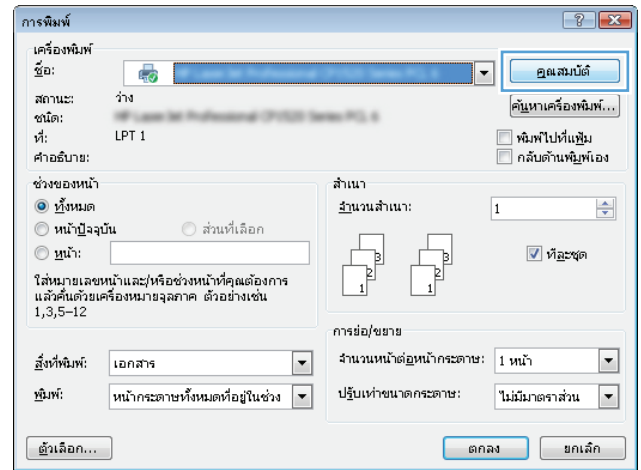 การพิมพ์
เครื่องพิมพ์
ชื่อ:
คุณสมบัติ
สถานะ: ว่าง
ชนิด:
ค้นหาเครื่องพิมพ์...
ที่: LPT 1
พิมพ์ไปที่แฟ้ม
คำอธิบาย:
กลับด้านพิมพ์เอง
ช่วงของหน้า
ทั้งหมด
หน้าปัจจุบัน ส่วนที่เลือก
หน้า:
ใส่หมายเลขหน้าและ/หรือช่วงหน้าที่คุณต้องการ
แล้วคั่นด้วยเครื่องหมายจุลภาค ตัวอย่างเช่น
1,3,5–12
สำเนา
จำนวนสำเนา: 1
1 2 3 1 2 3
ทีละชุด
สิ่งที่พิมพ์: เอกสาร
พิมพ์: หน้ากระดาษทั้งหมดที่อยู่ในช่วง
การย่อ/ขยาย
จำนวนหน้าต่อหน้ากระดาษ: 1 หน้า
ปรับเท่าขนาดกระดาษ: ไม่มีมาตราส่วน
ตัวเลือก...
ตกลง
ยกเลิก